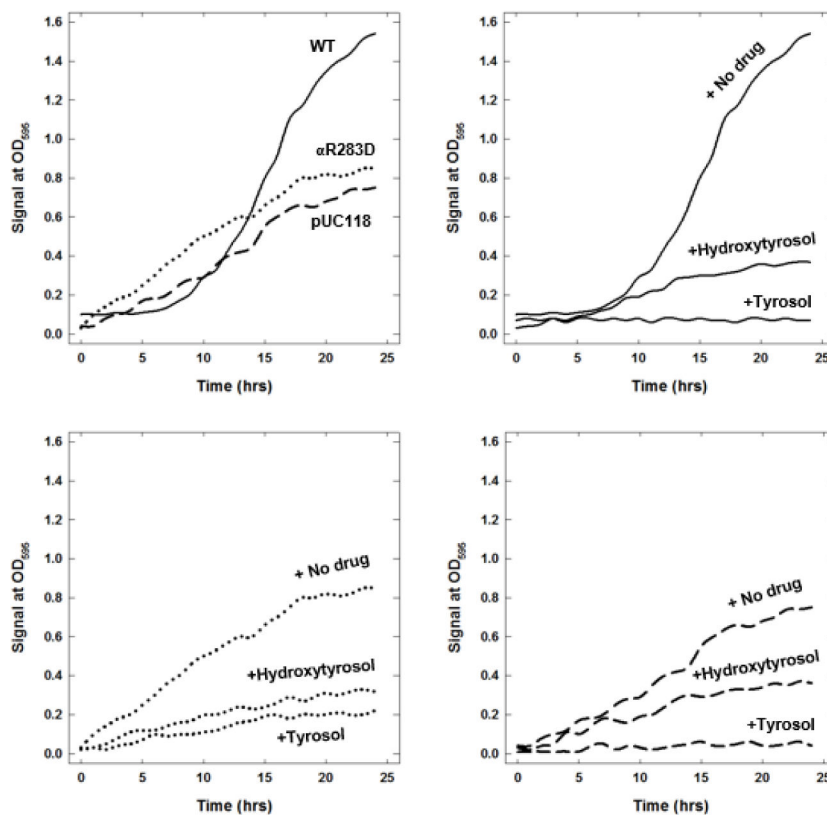 1.6
1.4
1.2
1.0
0.8
0.6
0.4
0.2
0.0
Signal at OD595
WT
αR283D
pUC118
0 5 10 15 20 25
Time (hrs)
1.6
1.4
1.2
1.0
0.8
0.6
0.4
0.2
0.0
Signal at OD595
+ No drug
+Hydroxytyrosol
+Tyrosol
0 5 10 15 20 25
Time (hrs)
1.6
1.4
1.2
1.0
0.8
0.6
0.4
0.2
0.0
Signal at OD595
+ No drug
+Hydroxytyrosol
+Tyrosol
0 5 10 15 20 25
Time (hrs)
1.6
1.4
1.2
1.0
0.8
0.6
0.4
0.2
0.0
Signal at OD595
+ No drug
+Hydroxytyrosol
+Tyrosol
0 5 10 15 20 25
Time (hrs)